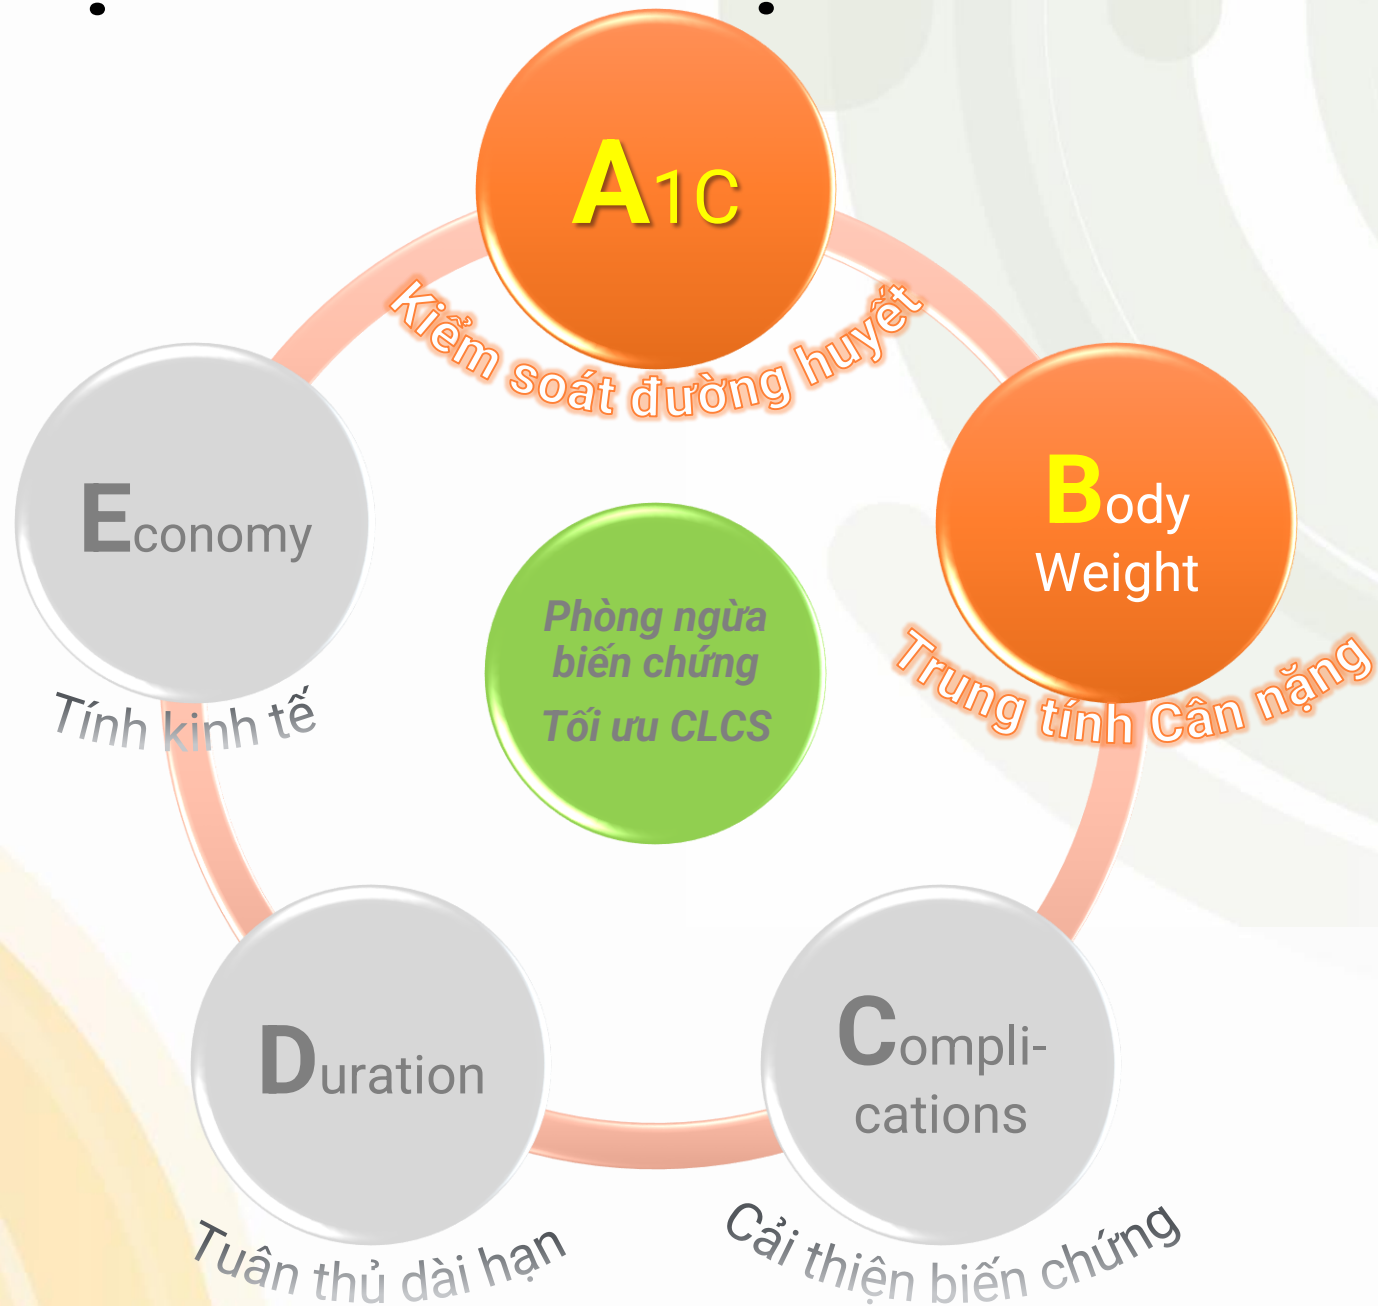 A1C
Kiểm soát đường huyết
Body
Weight
Trung tính Cân nặng
Economy
Tính kinh tế
Phòng ngừa
biến chứng
Tối ưu CLCS
Duration
Tuân thủ dài hạn
Compli-
cations
Cải thiện biến chứng